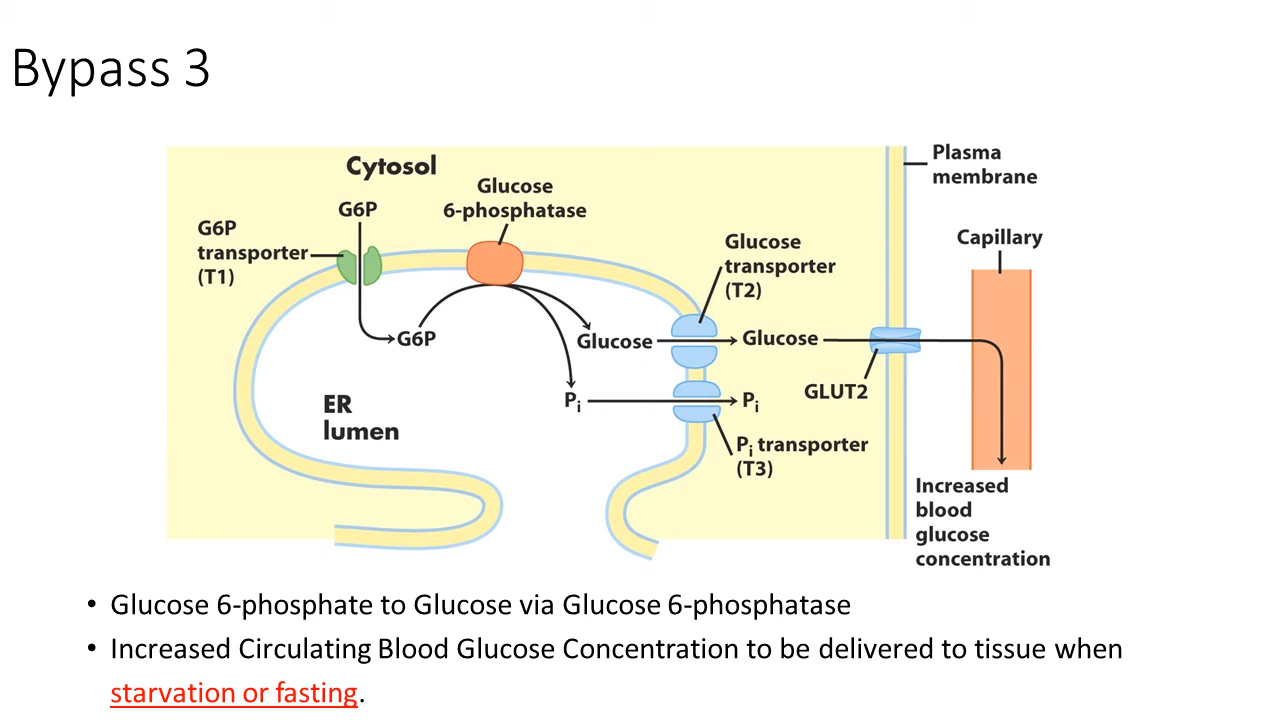 Bypass 3
Cytosol
Plasma
membrane
G6P
Glucose
6-phosphatase
G6P
transporter
(T1)
Glucose
transporter
(T2)
Capillary
G6P
Glucose
Glucose
GLUT2
ER
lumen
Pi
Pi
Pi transporter
(T3)
Increased
blood
glucose
concentration
• Glucose 6-phosphate to Glucose via Glucose 6-phosphatase
• Increased Circulating Blood Glucose Concentration to be delivered to tissue when
starvation or fasting.